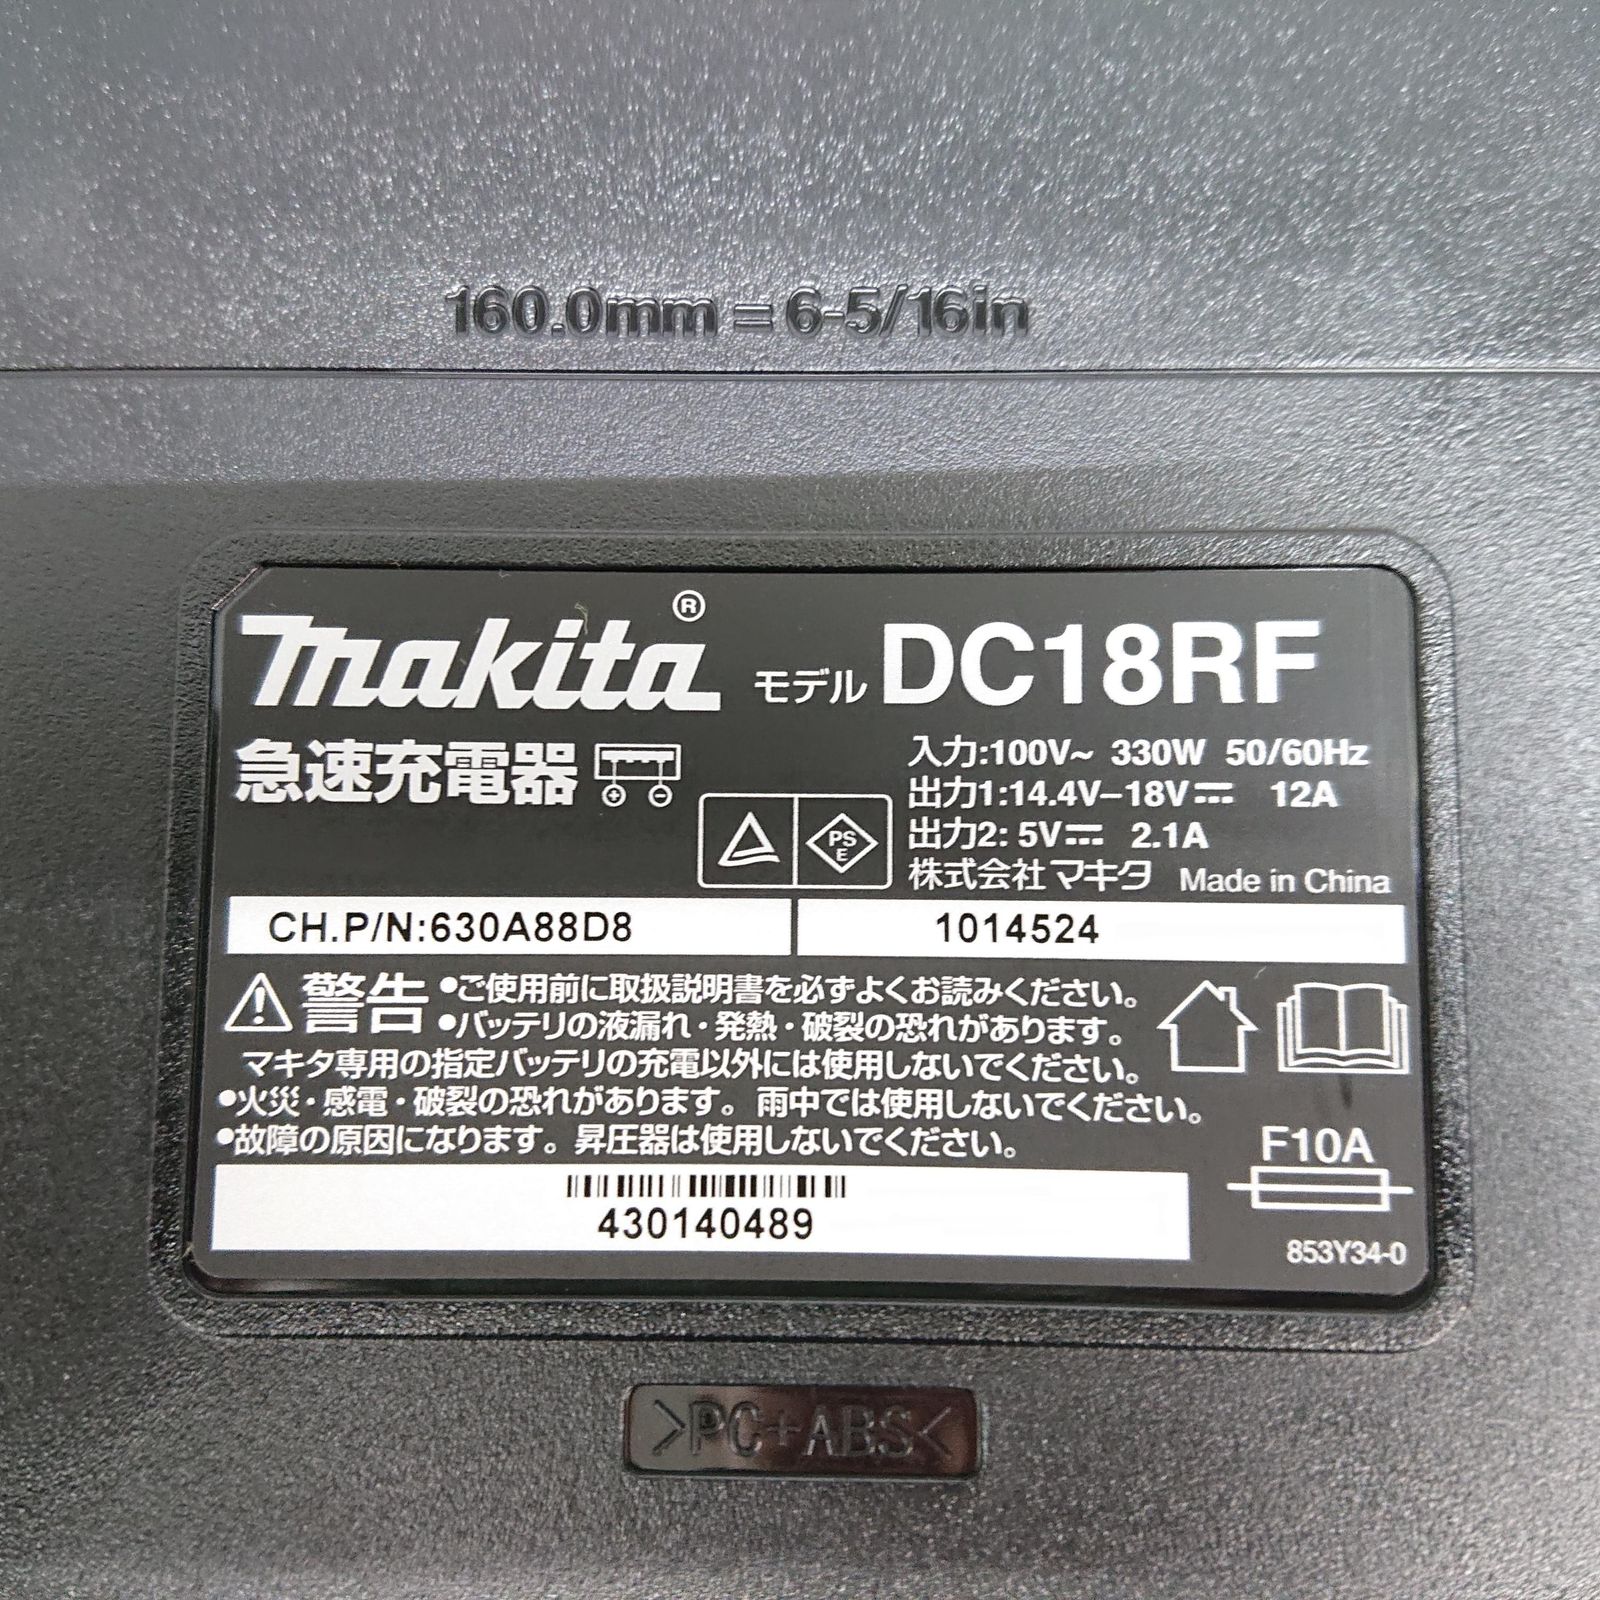 160.0mm = 6-5/16in
makita® モデル DC18RF
急速充電器
入力:100V~ 330W 50/60Hz
出力1:14.4V–18V⎓ 12A
出力2: 5V⎓ 2.1A
PS E
株式会社マキタ Made in China
CH.P/N:630A88D8 1014524
警告 •ご使用前に取扱説明書を必ずよくお読みください。
•バッテリの液漏れ・発熱・破裂の恐れがあります。
マキタ専用の指定バッテリの充電以外には使用しないでください。
•火災・感電・破裂の恐れがあります。雨中では使用しないでください。
•故障の原因になります。昇圧器は使用しないでください。
F10A
430140489
853Y34-0
>PC+ABS<